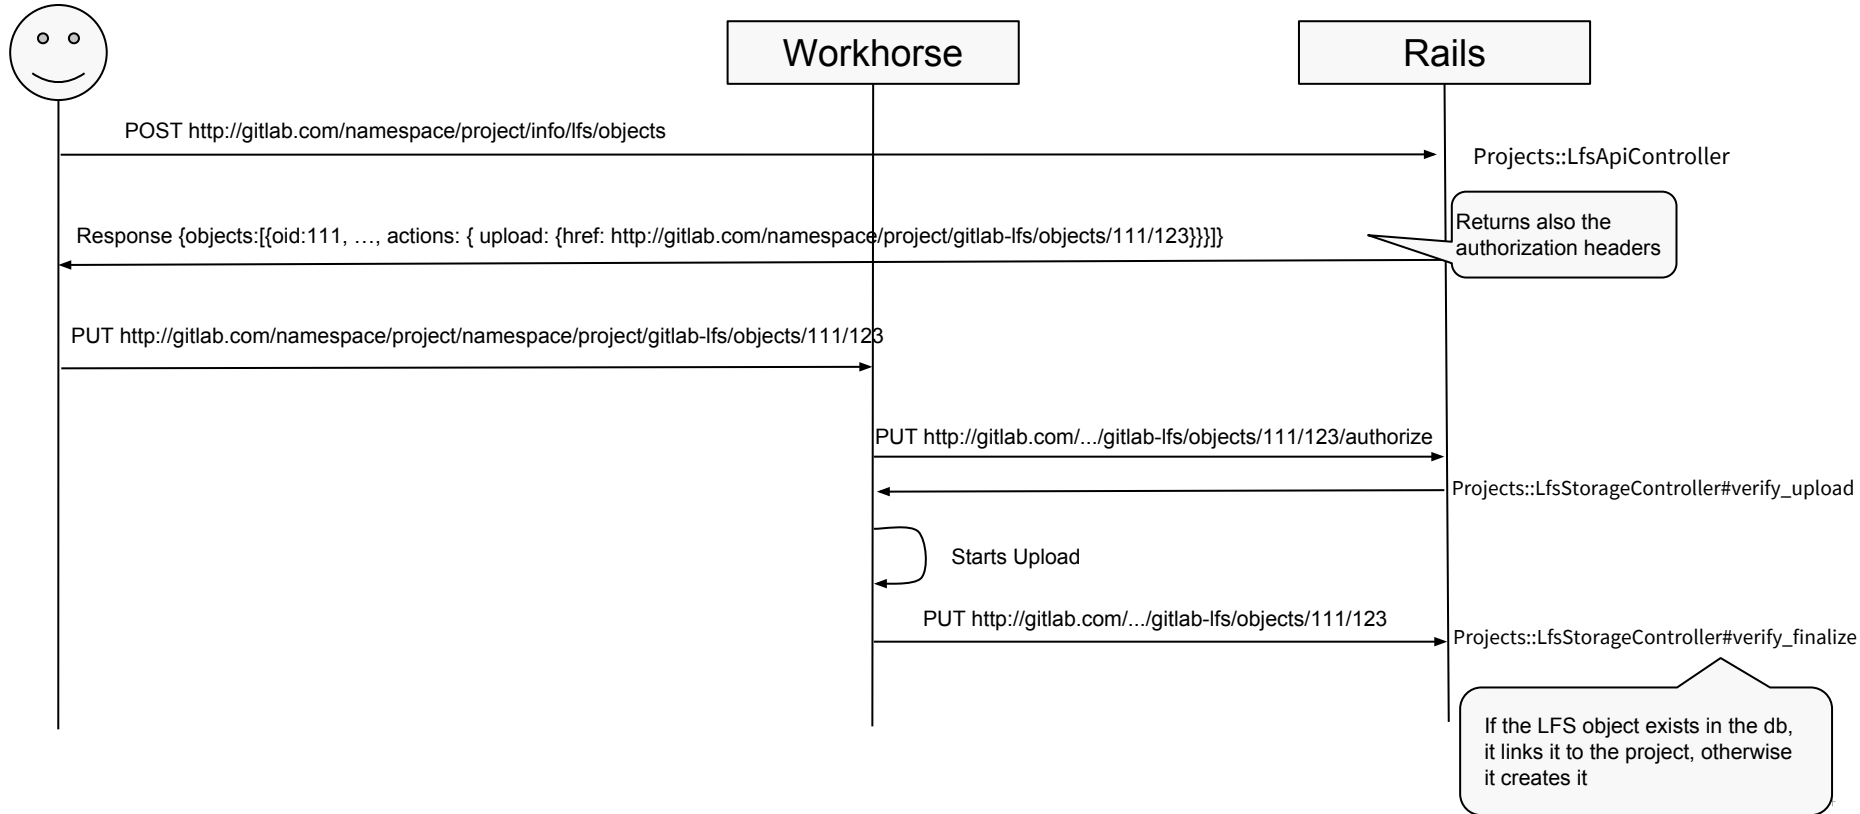 Workhorse
Rails
POST http://gitlab.com/namespace/project/info/lfs/objects
Projects::LfsApiController
Returns also the
authorization headers
Response {objects:[{oid:111, …, actions: { upload: {href: http://gitlab.com/namespace/project/gitlab-lfs/objects/111/123}}}]}
PUT http://gitlab.com/namespace/project/namespace/project/gitlab-lfs/objects/111/123
PUT http://gitlab.com/.../gitlab-lfs/objects/111/123/authorize
Projects::LfsStorageController#verify_upload
Starts Upload
PUT http://gitlab.com/.../gitlab-lfs/objects/111/123
Projects::LfsStorageController#verify_finalize
If the LFS object exists in the db,
it links it to the project, otherwise
it creates it